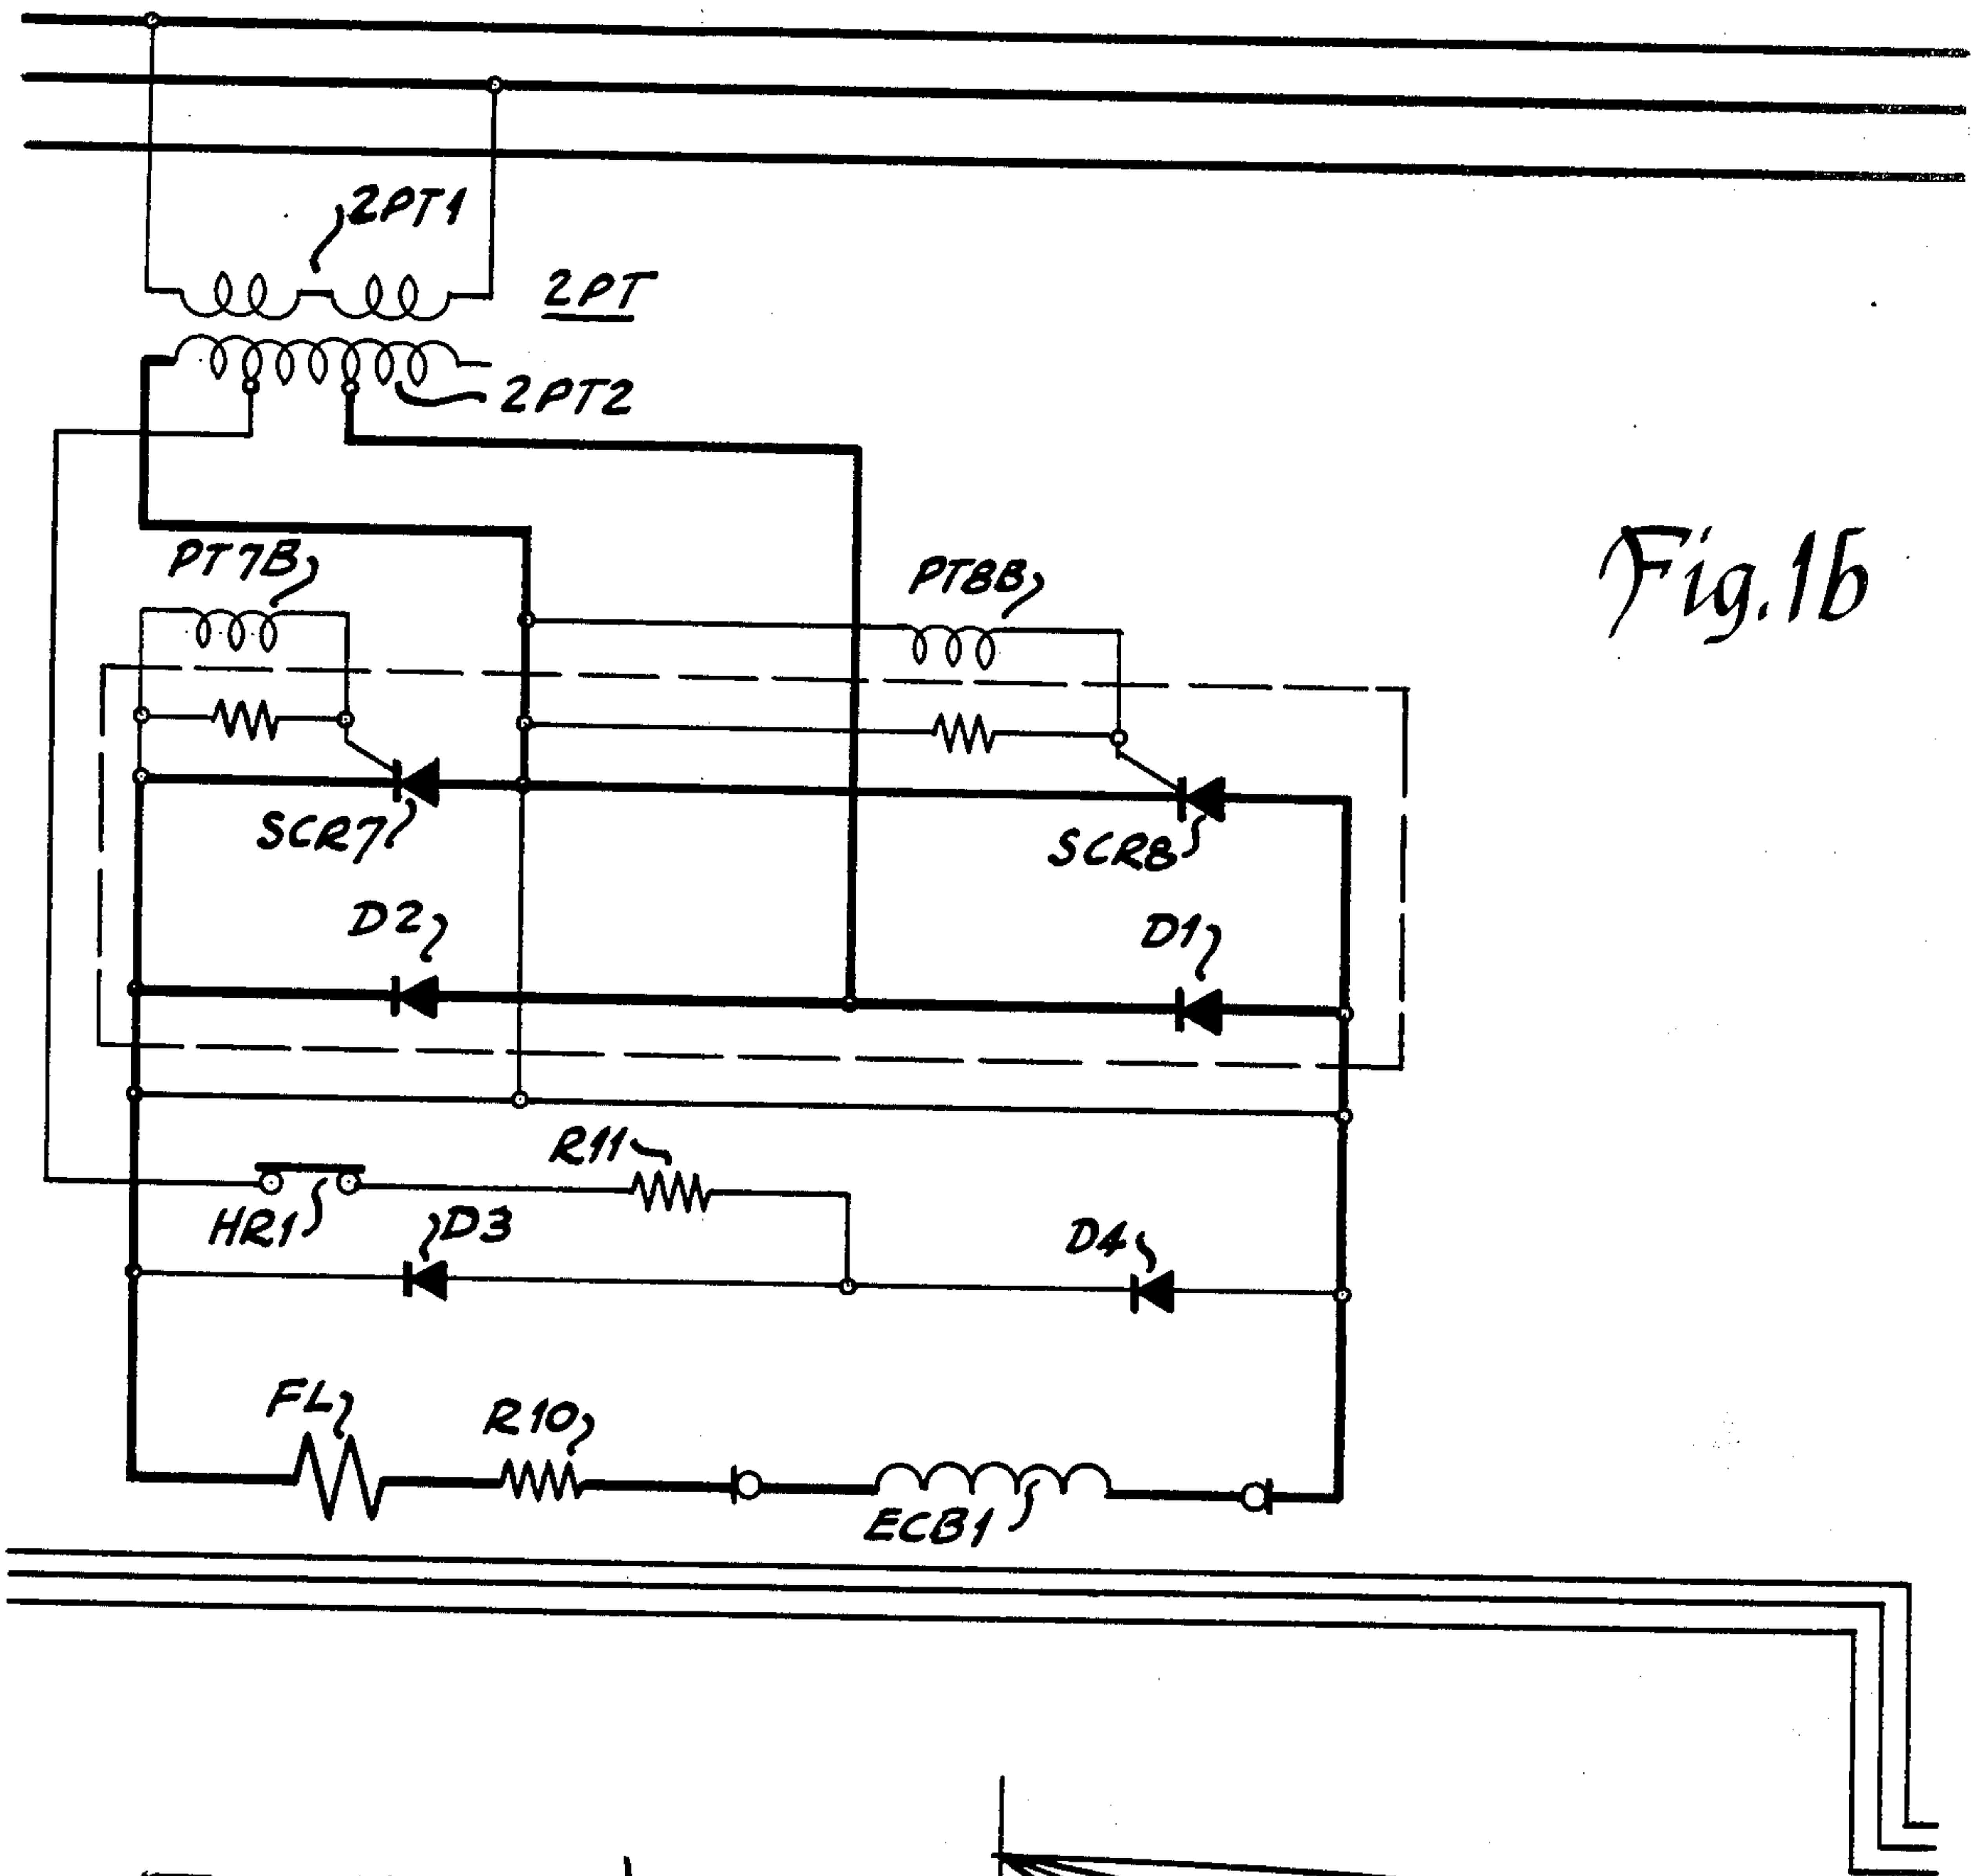 2PT1
2PT
2PT2
Fig. 1b
PT7B
PT8B
SCR7
SCR8
D2
D1
R11
HR1
D3
D4
FL
R10
ECB1